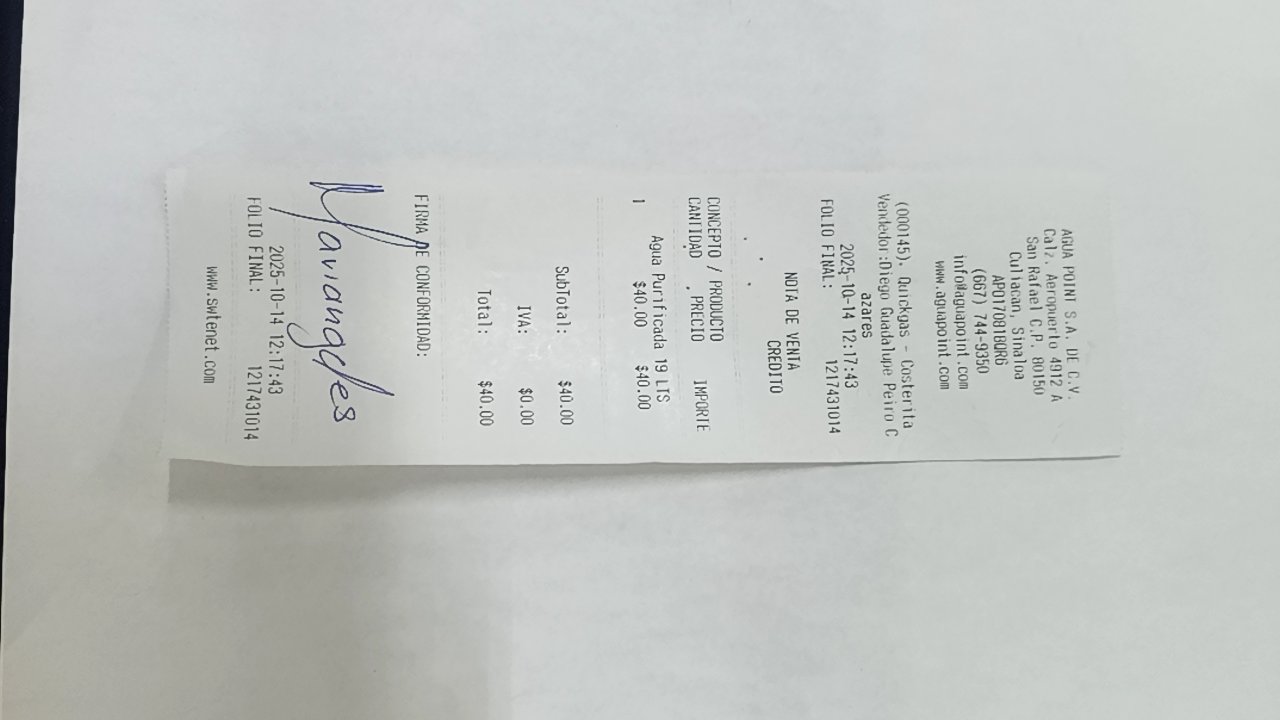 AGUA POINT S.A. DE C.V.
Calz. Aeropuerto 4912 A
San Rafael C.P. 80150
Culiacan, Sinaloa
APO170818QR6
(667) 744-9350
info@aguapoint.com
www.aguapoint.com
(000145). Quickgas - Costerita
Vendedor:Diego Guadalupe Peiro C
azares
2025-10-14 12:17:43
FOLIO FINAL: 1217431014
NOTA DE VENTA
CREDITO
CONCEPTO / PRODUCTO
CANTIDAD PRECIO IMPORTE
Agua Purificada 19 LTS
1 $40.00 $40.00
SubTotal: $40.00
IVA: $0.00
Total: $40.00
FIRMA DE CONFORMIDAD:
Mariangeles
2025-10-14 12:17:43
FOLIO FINAL: 1217431014
www.swtenet.com